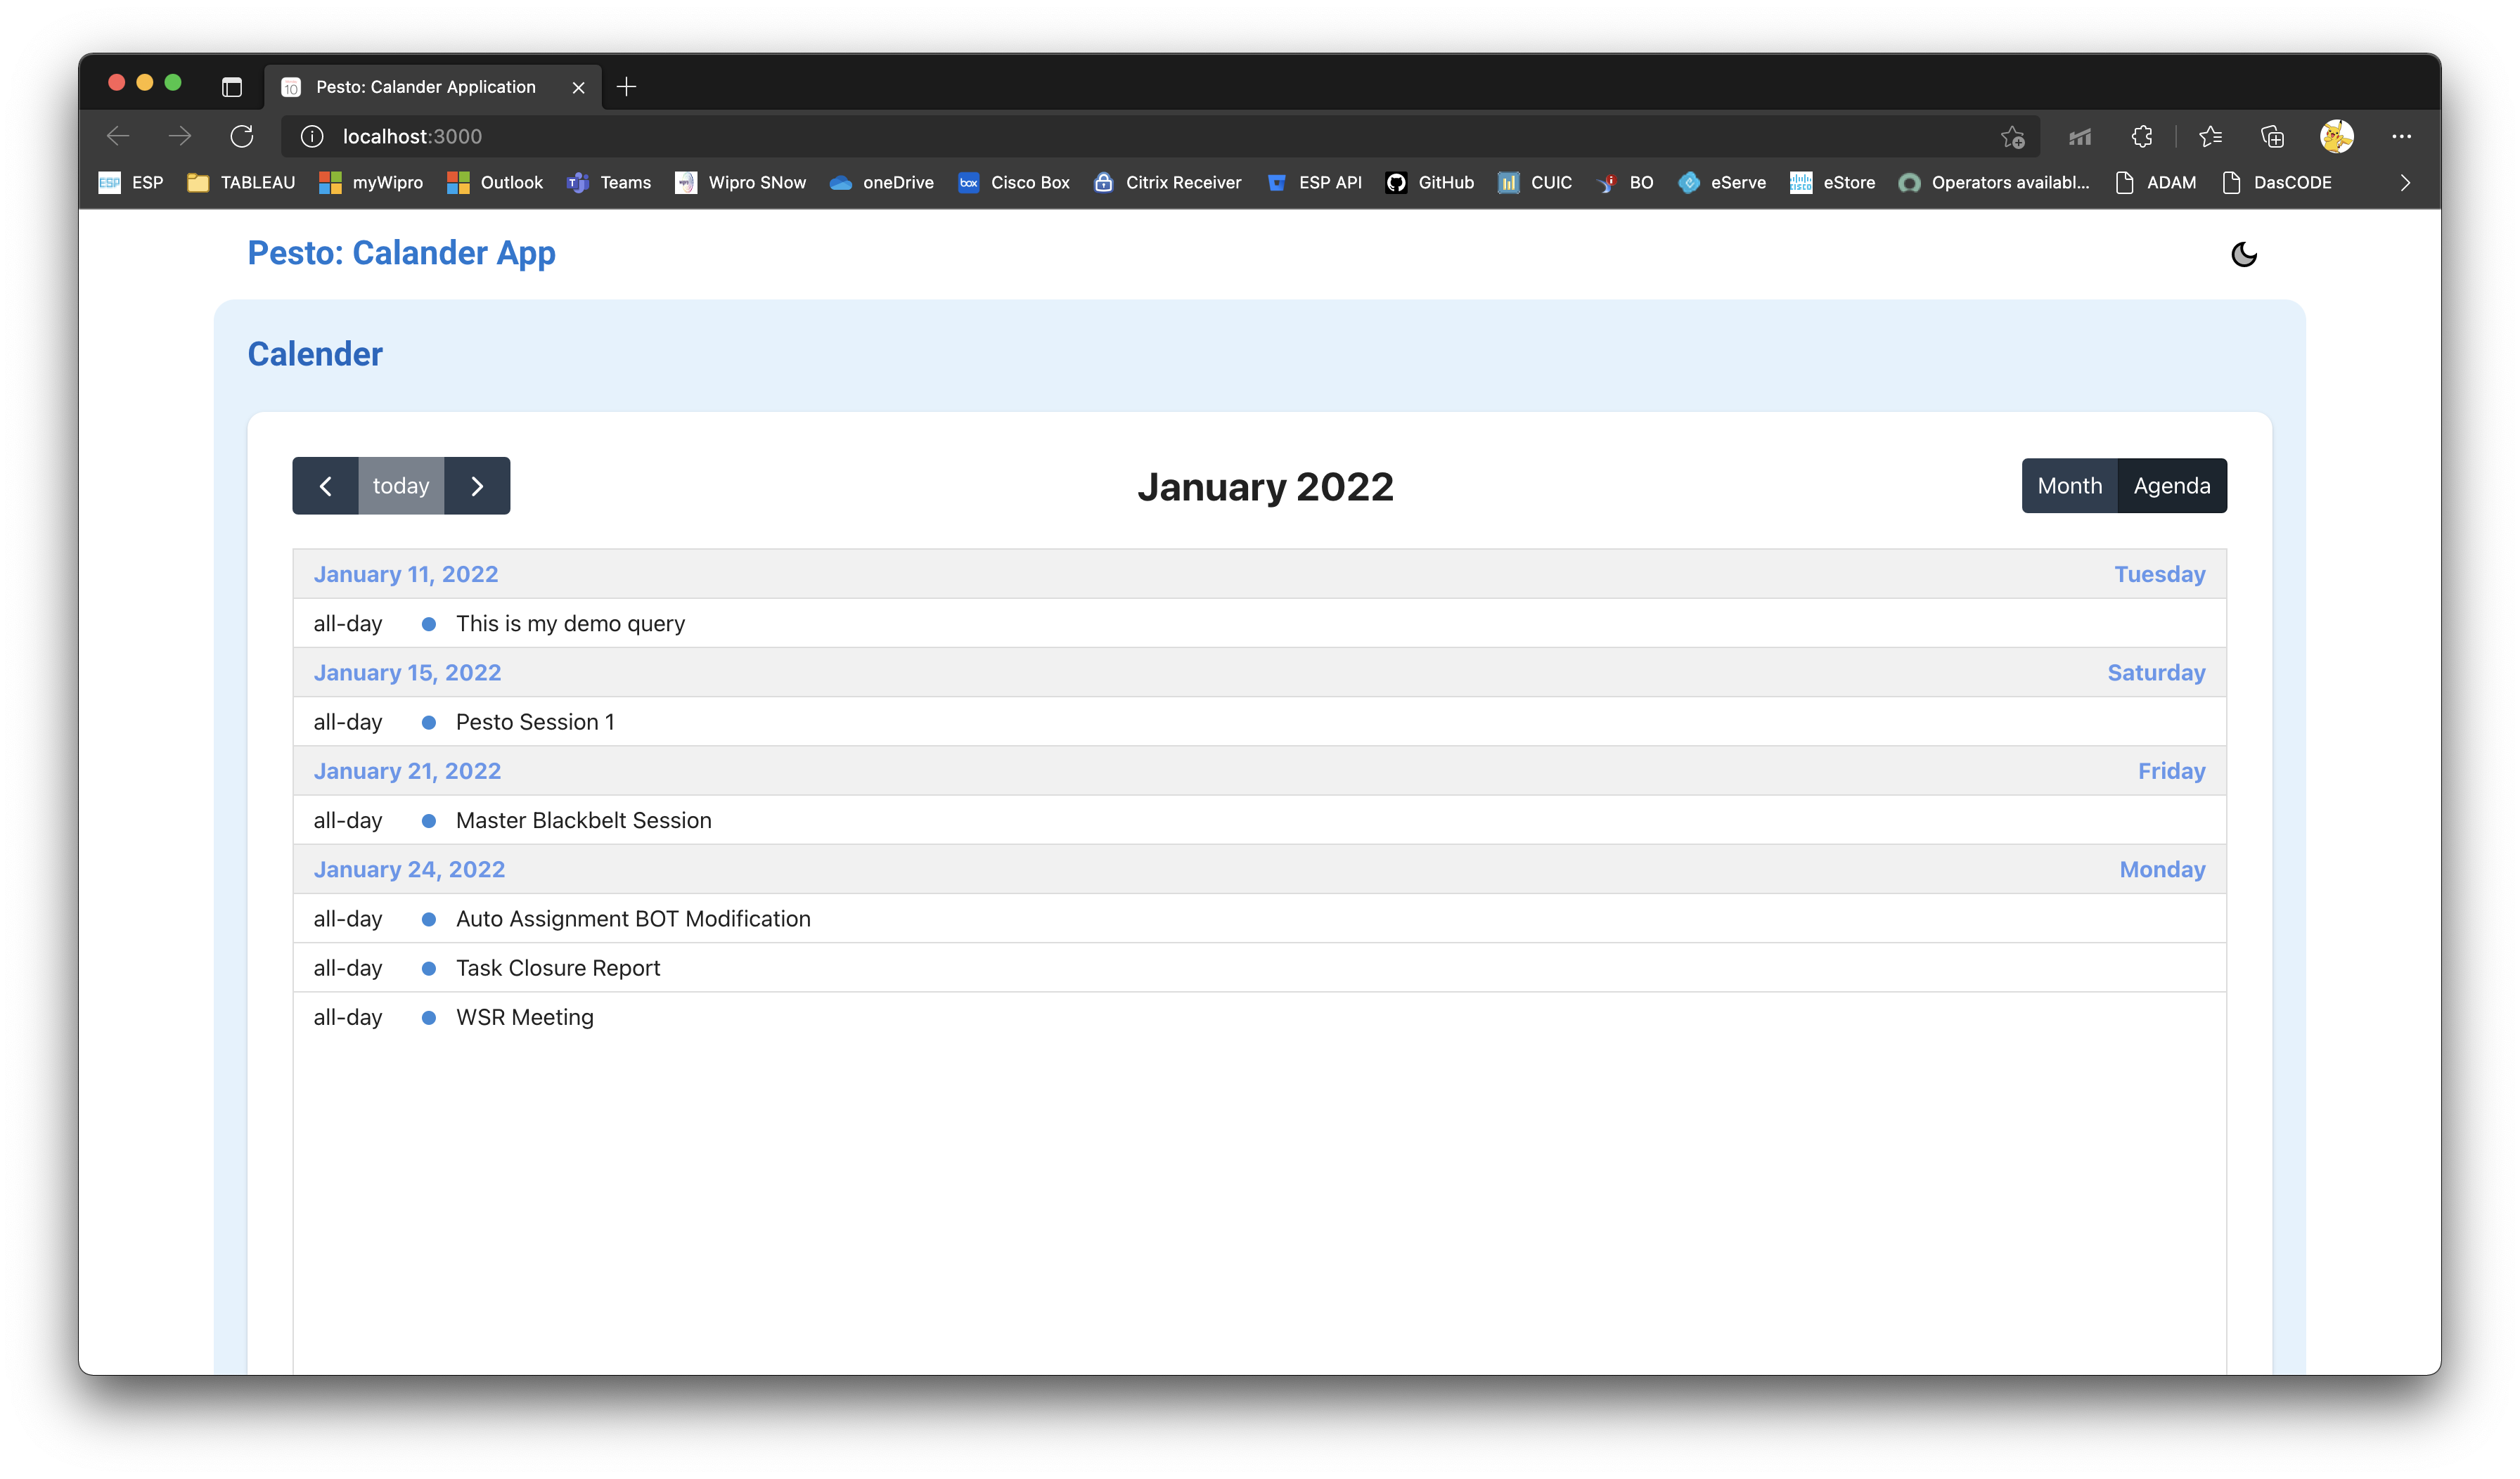 Pesto: Calander Application
localhost:3000
ESP ESP TABLEAU myWipro Outlook Teams Wipro SNow oneDrive box Cisco Box Citrix Receiver ESP API GitHub CUIC BO eServe CISCO eStore Operators availabl... ADAM DasCODE
Pesto: Calander App
Calender
today January 2022 Month Agenda
January 11, 2022 Tuesday
all-day This is my demo query
January 15, 2022 Saturday
all-day Pesto Session 1
January 21, 2022 Friday
all-day Master Blackbelt Session
January 24, 2022 Monday
all-day Auto Assignment BOT Modification
all-day Task Closure Report
all-day WSR Meeting